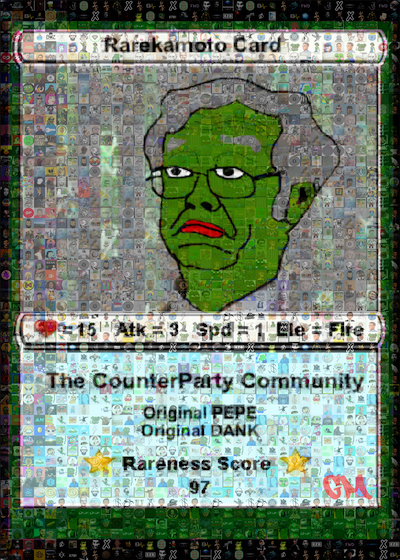 Rarekamoto Card
= 15 Atk = 3 Spd = 1 Ele = Fire
The CounterParty Community
Original PEPE
Original DANK
Rareness Score
97
GM